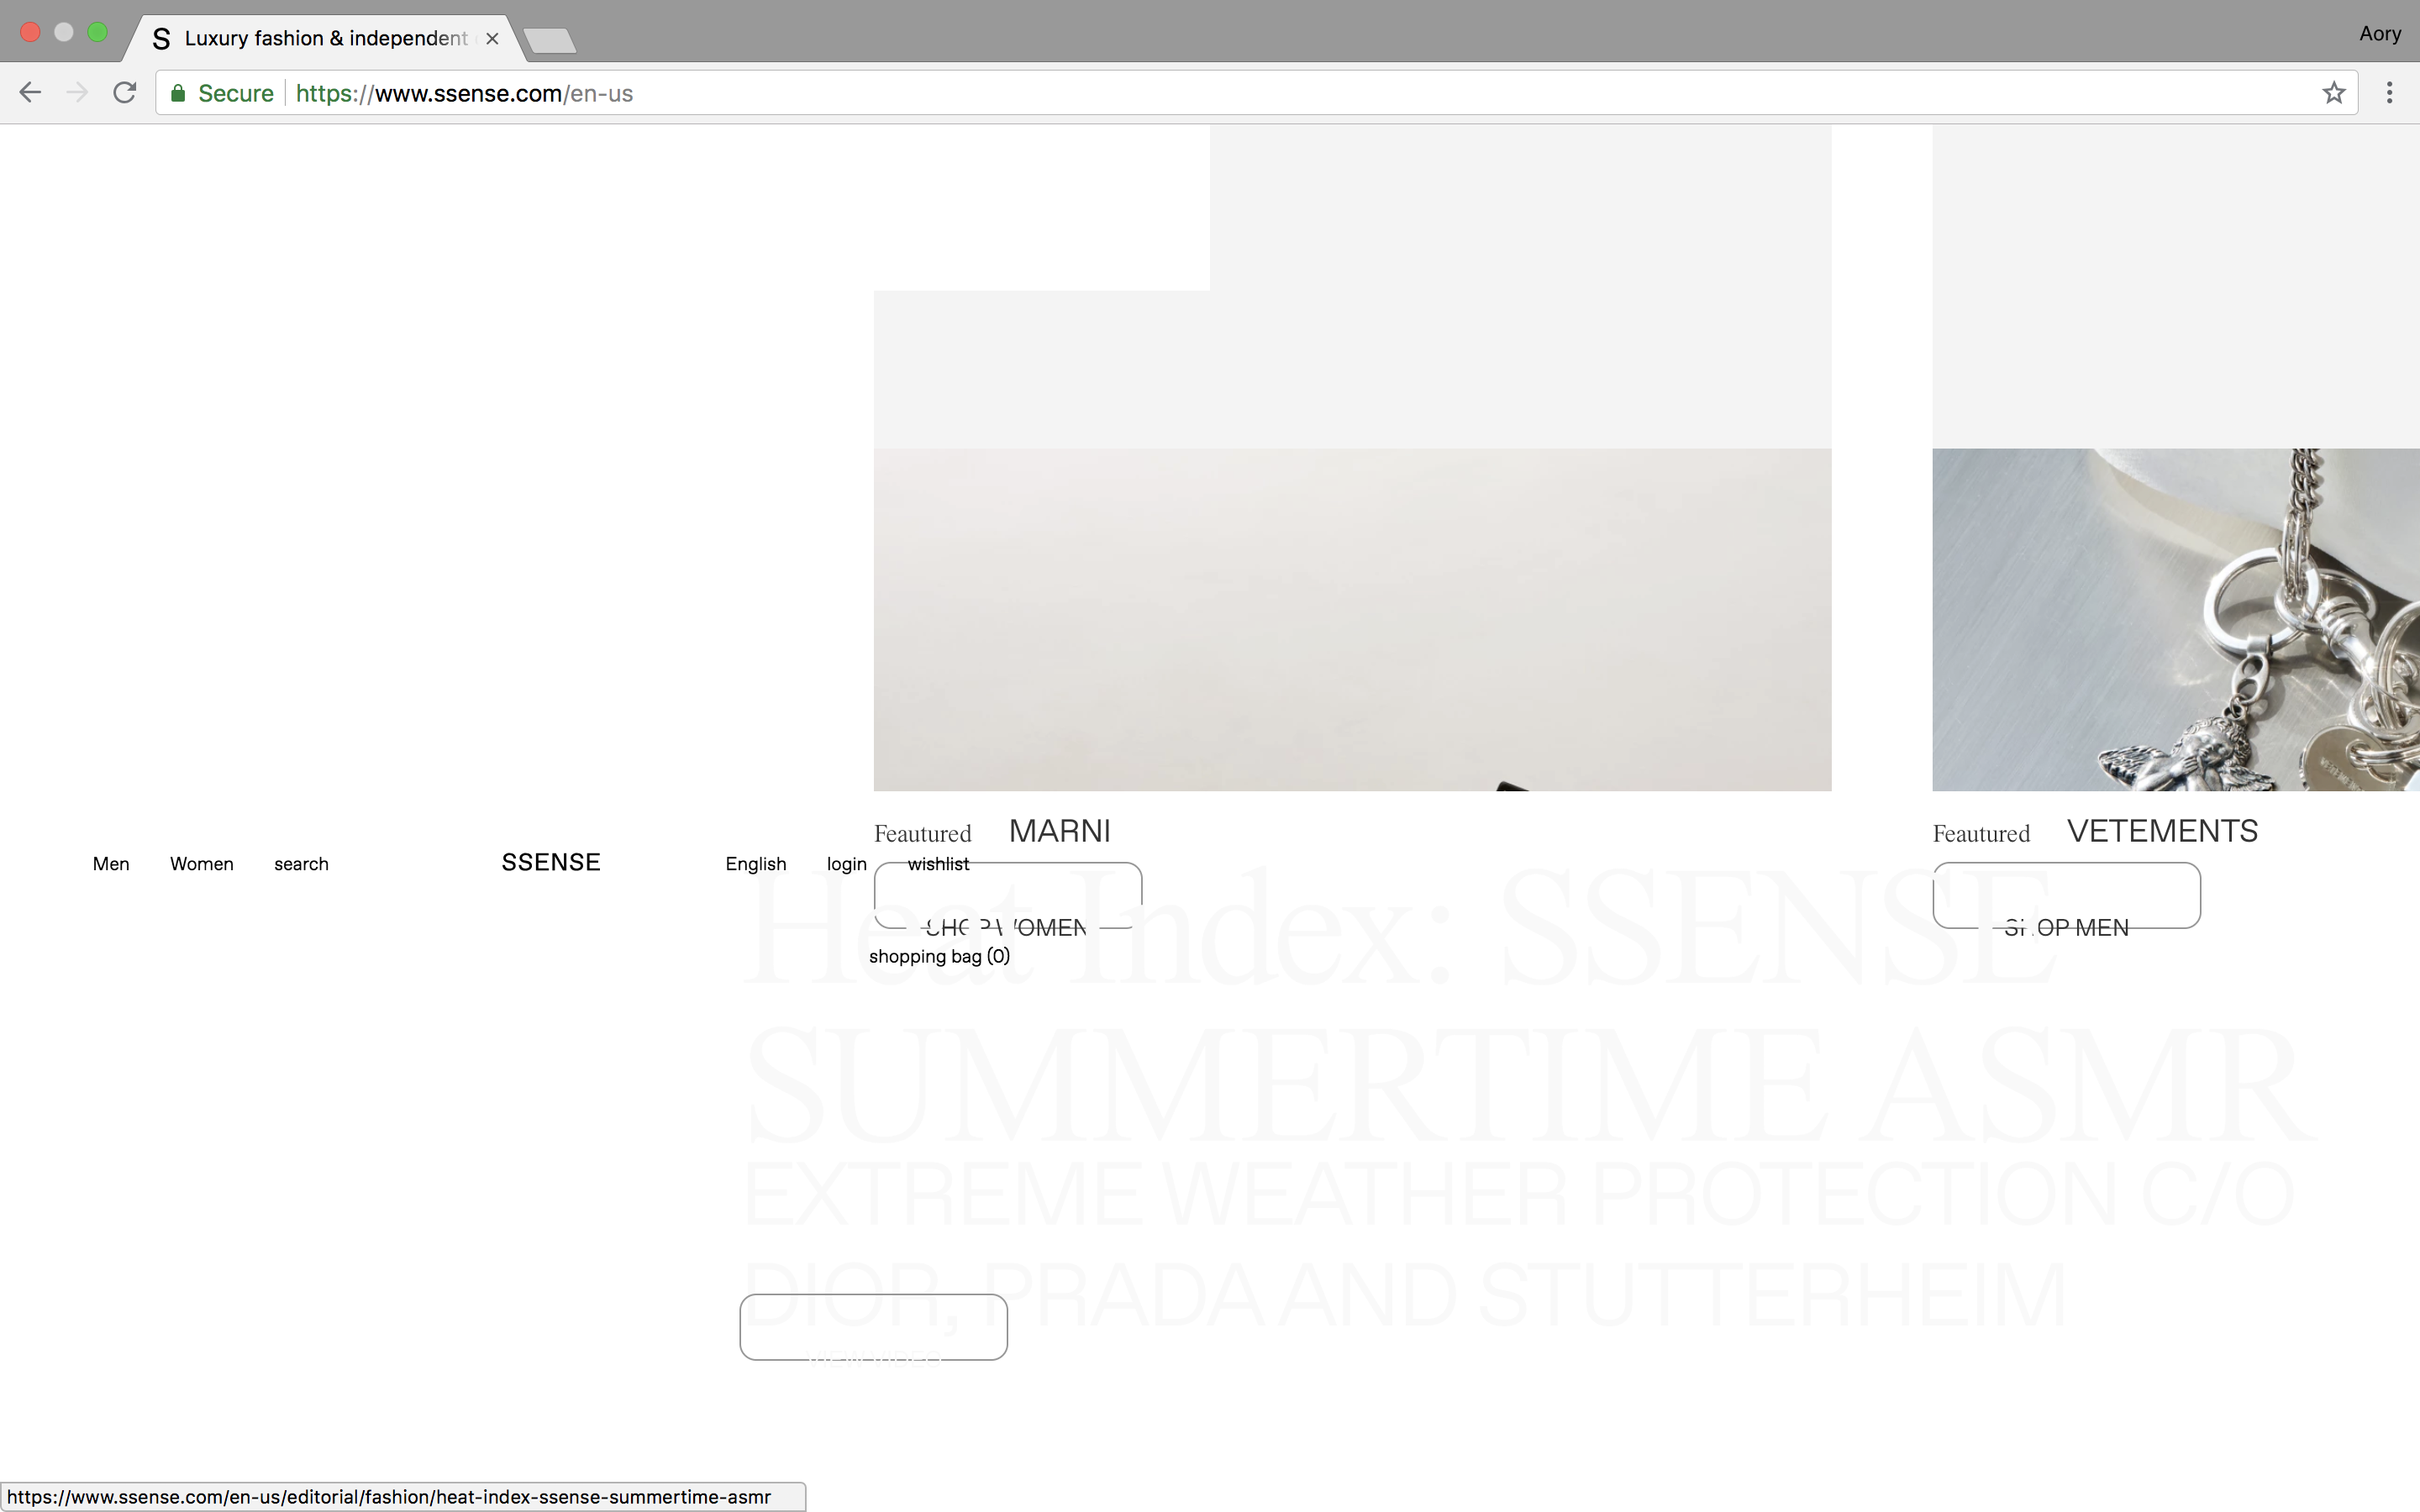 S Luxury fashion & independent
Aory
Secure https://www.ssense.com/en-us
Feautured MARNI
Feautured VETEMENTS
Men Women search SSENSE English login wishlist
SHOP WOMEN
SHOP MEN
shopping bag (0)
Heat Index: SSENSE
SUMMERTIME ASMR
EXTREME WEATHER PROTECTION C/O
DIOR, PRADA AND STUTTERHEIM
https://www.ssense.com/en-us/editorial/fashion/heat-index-ssense-summertime-asmr